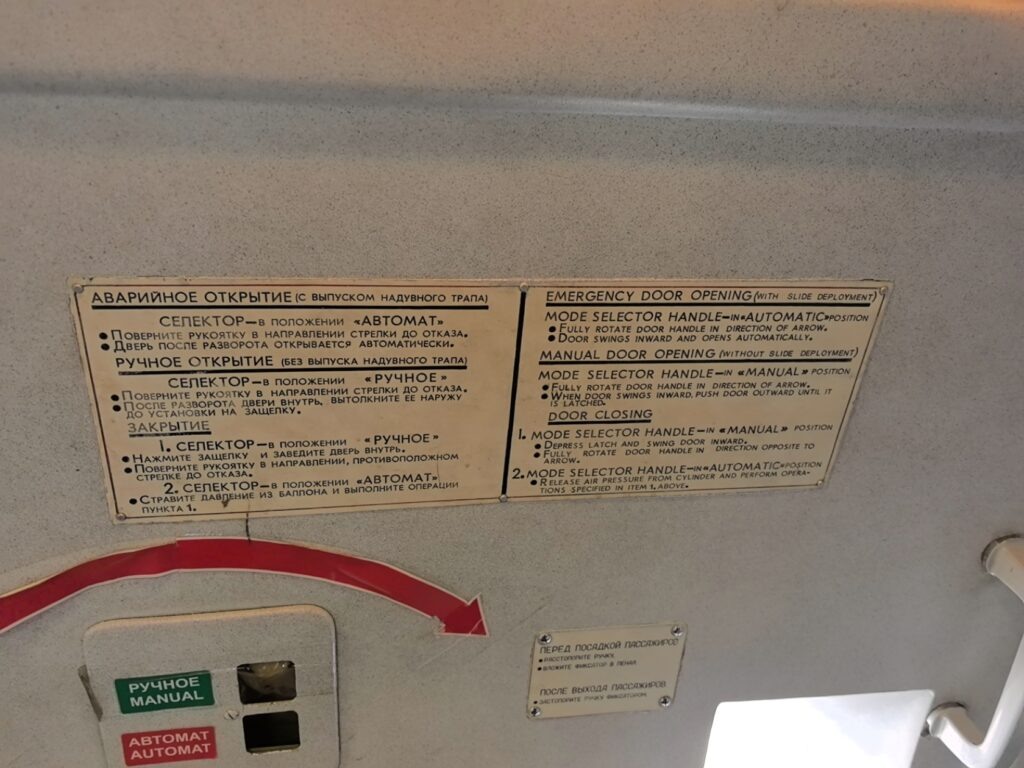 АВАРИЙНОЕ ОТКРЫТИЕ (С ВЫПУСКОМ НАДУВНОГО ТРАПА)
СЕЛЕКТОР–В ПОЛОЖЕНИИ «АВТОМАТ»
● ПОВЕРНИТЕ РУКОЯТКУ В НАПРАВЛЕНИИ СТРЕЛКИ ДО ОТКАЗА.
● ДВЕРЬ ПОСЛЕ РАЗВОРОТА ОТКРЫВАЕТСЯ АВТОМАТИЧЕСКИ.
РУЧНОЕ ОТКРЫТИЕ (БЕЗ ВЫПУСКА НАДУВНОГО ТРАПА)
СЕЛЕКТОР–В ПОЛОЖЕНИИ «РУЧНОЕ»
● ПОВЕРНИТЕ РУКОЯТКУ В НАПРАВЛЕНИИ СТРЕЛКИ ДО ОТКАЗА.
● ПОСЛЕ РАЗВОРОТА ДВЕРИ ВНУТРЬ, ВЫТОЛКНИТЕ ЕЕ НАРУЖУ
ДО УСТАНОВКИ НА ЗАЩЕЛКУ.
ЗАКРЫТИЕ
1. СЕЛЕКТОР–В ПОЛОЖЕНИИ "РУЧНОЕ"
● НАЖМИТЕ ЗАЩЕЛКУ И ЗАВЕДИТЕ ДВЕРЬ ВНУТРЬ.
● ПОВЕРНИТЕ РУКОЯТКУ В НАПРАВЛЕНИИ, ПРОТИВОПОЛОЖНОМ
СТРЕЛКЕ ДО ОТКАЗА.
2. СЕЛЕКТОР–В ПОЛОЖЕНИИ "АВТОМАТ"
● СТРАВИТЕ ДАВЛЕНИЕ ИЗ БАЛЛОНА И ВЫПОЛНИТЕ ОПЕРАЦИИ
ПУНКТА 1.
EMERGENCY DOOR OPENING (WITH SLIDE DEPLOYMENT)
MODE SELECTOR HANDLE–IN «AUTOMATIC» POSITION
● FULLY ROTATE DOOR HANDLE IN DIRECTION OF ARROW.
● DOOR SWINGS INWARD AND OPENS AUTOMATICALLY.
MANUAL DOOR OPENING (WITHOUT SLIDE DEPLOYMENT)
MODE SELECTOR HANDLE–IN «MANUAL» POSITION
● FULLY ROTATE DOOR HANDLE IN DIRECTION OF ARROW.
● WHEN DOOR SWINGS INWARD, PUSH DOOR OUTWARD UNTIL IT
IS LATCHED.
DOOR CLOSING
1. MODE SELECTOR HANDLE–IN «MANUAL» POSITION
● DEPRESS LATCH AND SWING DOOR INWARD.
● FULLY ROTATE DOOR HANDLE IN DIRECTION OPPOSITE TO
ARROW.
2. MODE SELECTOR HANDLE–IN «AUTOMATIC» POSITION
● RELEASE AIR PRESSURE FROM CYLINDER AND PERFORM OPERA-
TIONS SPECIFIED IN ITEM 1. ABOVE.
РУЧНОЕ
MANUAL
АВТОМАТ
AUTOMAT
ПЕРЕД ПОСАДКОЙ ПАССАЖИРОВ
● РАССТОПОРИТЕ РУЧКУ.
● ВЛОЖИТЕ ФИКСАТОР В ПЕНАЛ
ПОСЛЕ ВЫХОДА ПАССАЖИРОВ.
● ЗАСТОПОРИТЕ РУЧКУ ФИКСАТОРОМ.